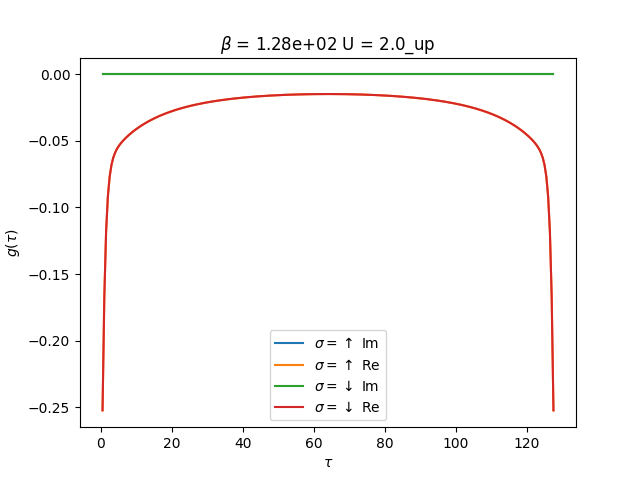 β = 1.28e+02 U = 2.0_up
g(τ)
0.00
−0.05
−0.10
−0.15
−0.20
−0.25
σ = ↑ Im
σ = ↑ Re
σ = ↓ Im
σ = ↓ Re
0 20 40 60 80 100 120
τ